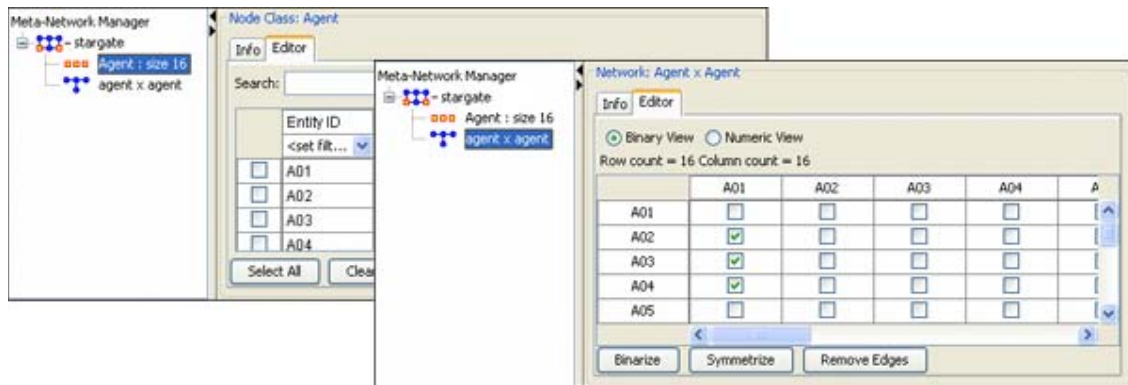 Meta-Network Manager
stargate
Agent : size 16
agent x agent
Node Class: Agent
Info Editor
Search:
Entity ID
<set filt...
A01
A02
A03
A04
Select All
Meta-Network Manager
stargate
Agent : size 16
agent x agent
Network: Agent x Agent
Info Editor
Binary View Numeric View
Row count = 16 Column count = 16
A01 A02 A03 A04
A01
A02
A03
A04
A05
Binarize Symmetrize Remove Edges